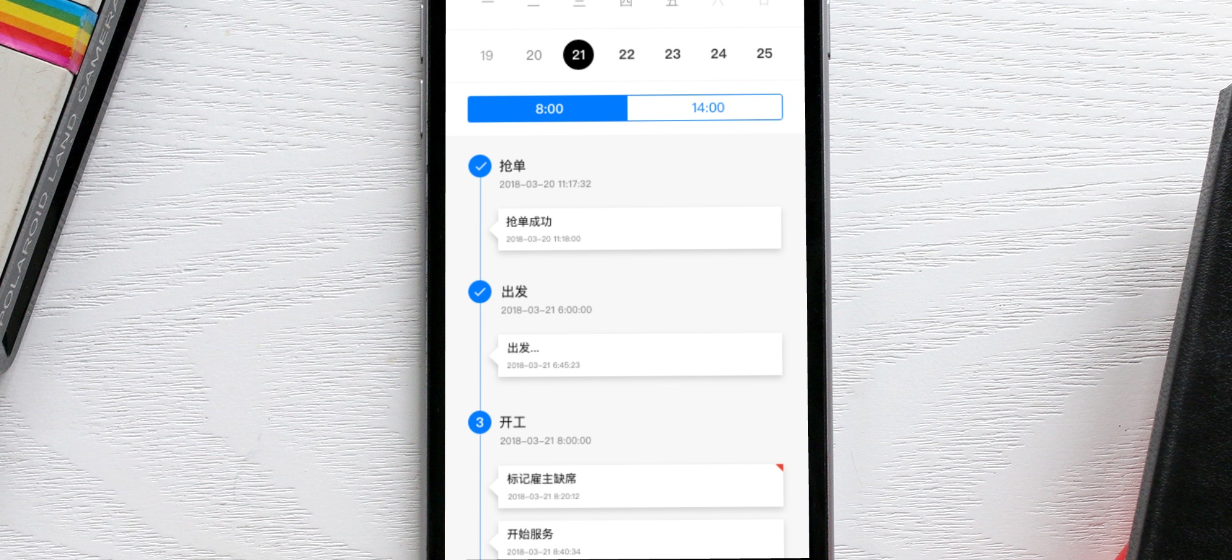 一 二 三 四 五 六 日
19 20 21 22 23 24 25
8:00 14:00
抢单
2018-03-20 11:17:32
抢单成功
2018-03-20 11:18:00
出发
2018-03-21 6:00:00
出发...
2018-03-21 6:45:23
3 开工
2018-03-21 8:00:00
标记雇主缺席
2018-03-21 8:20:12
开始服务
2018-03-21 8:40:34
POLAROID LAND CAMERA